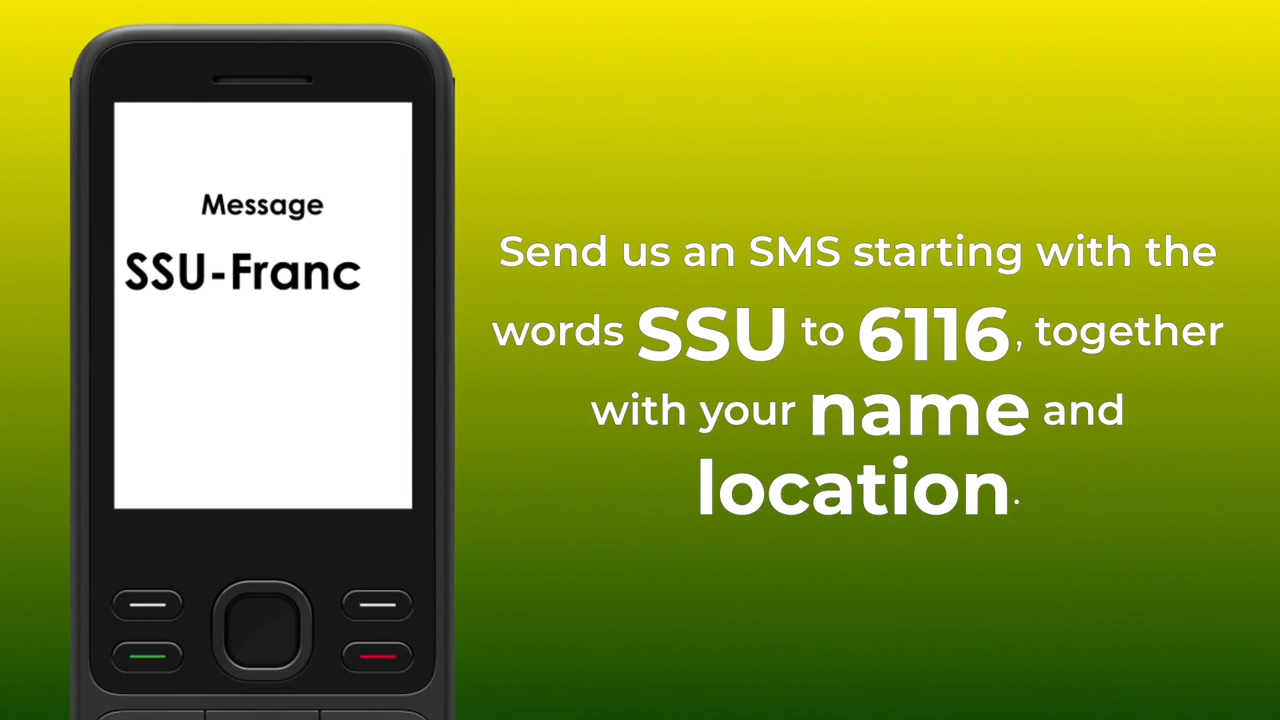 Message
SSU-Franc
Send us an SMS starting with the
words SSU to 6116, together
with your name and
location.